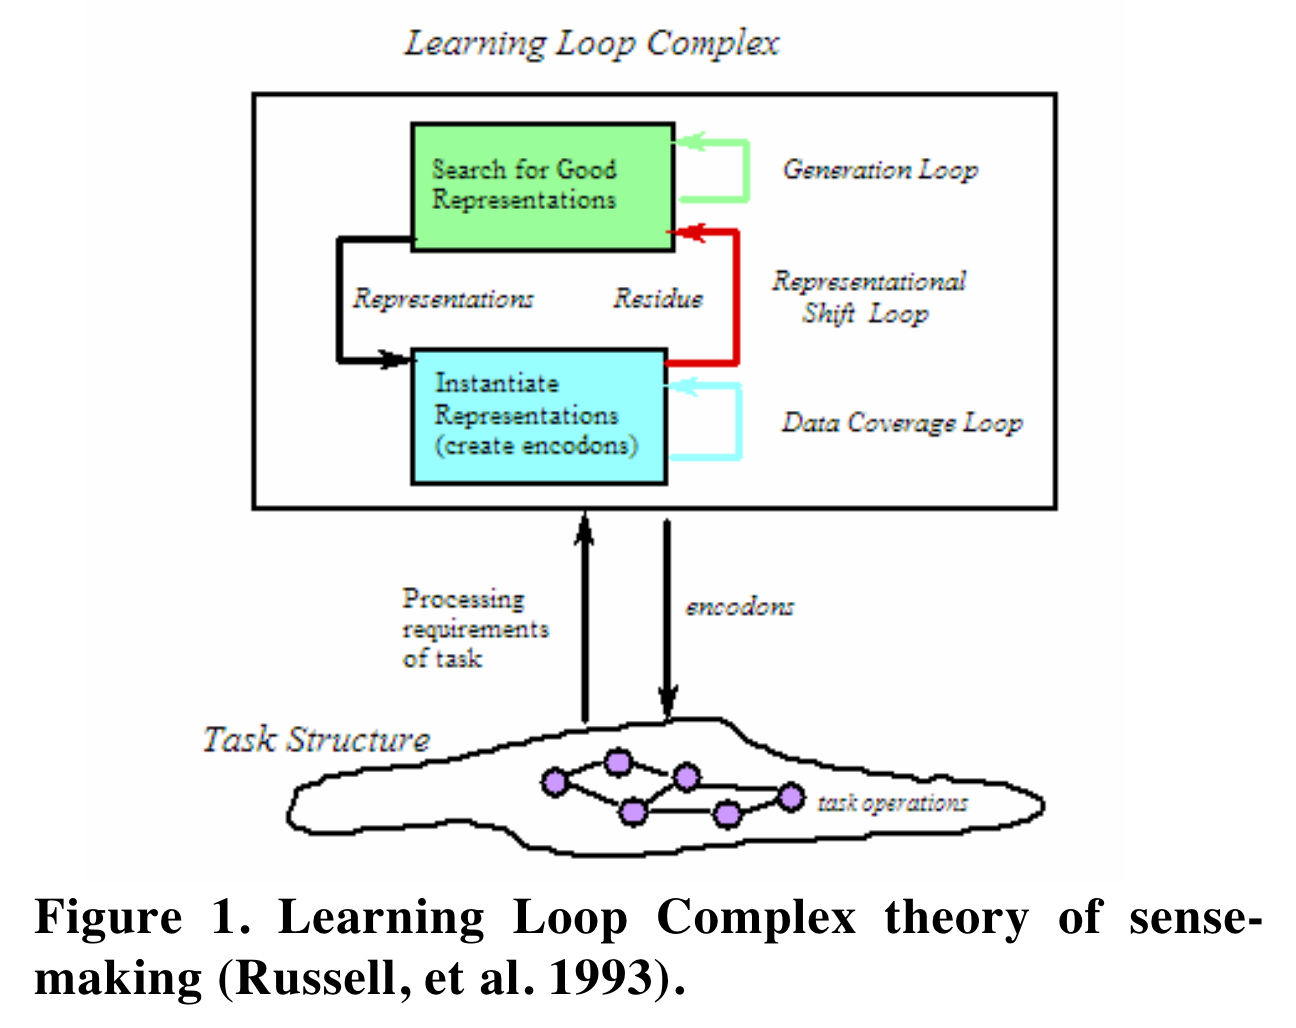 Learning Loop Complex
Search for Good
Representations
Generation Loop
Representations
Residue
Representational
Shift Loop
Instantiate
Representations
(create encodons)
Data Coverage Loop
Processing
requirements
of task
encodons
Task Structure
task operations
Figure 1. Learning Loop Complex theory of sense-
making (Russell, et al. 1993).